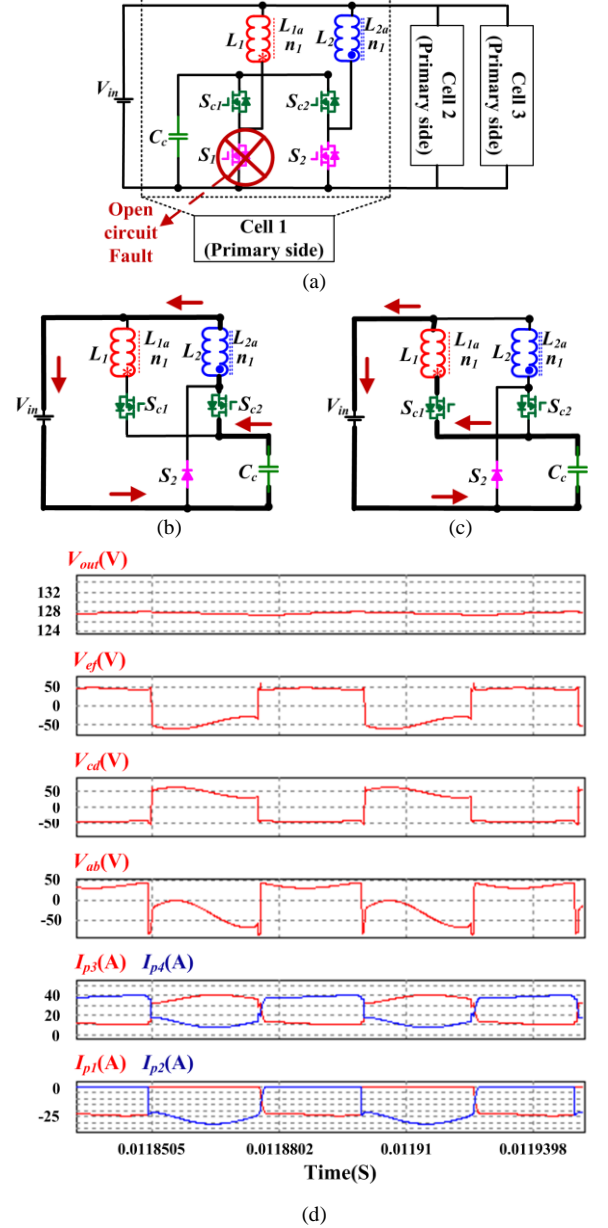 L1 L1a n1 L2 L2a n1
Vin Cc Sc1 Sc2
S1 S2
Cell 2 (Primary side)
Cell 3 (Primary side)
Open circuit Fault
Cell 1 (Primary side)
(a)
L1 L1a n1 L2 L2a n1
Vin Sc1 Sc2
S2 Cc
(b)
L1 L1a n1 L2 L2a n1
Vin Sc1 Sc2
S2 Cc
(c)
Vout(V)
132
128
124
Vef(V)
50
0
-50
Vcd(V)
50
0
-50
Vab(V)
50
0
-50
Ip3(A) Ip4(A)
40
20
0
Ip1(A) Ip2(A)
0
-25
0.0118505 0.0118802 0.01191 0.0119398
Time(S)
(d)